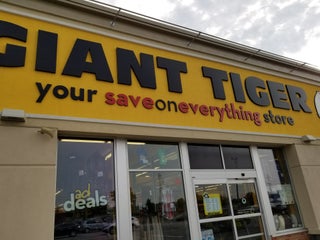 GIANT TIGER
your saveoneverything store
ad
deals